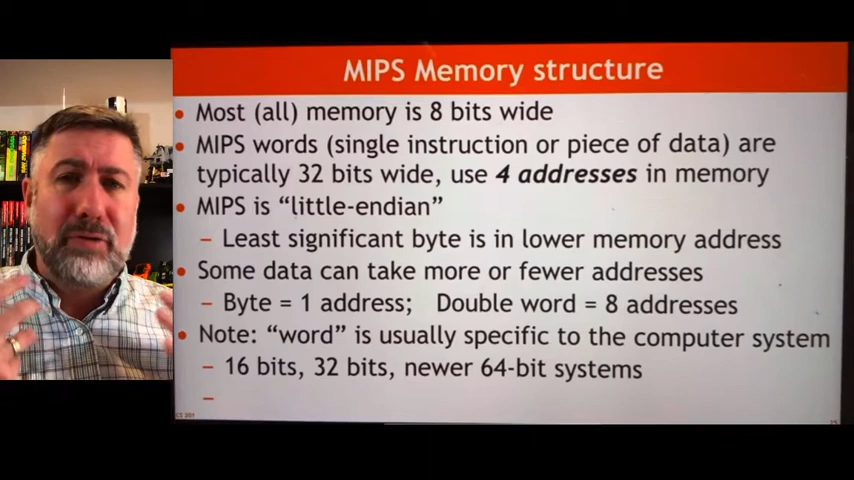 MIPS Memory structure
• Most (all) memory is 8 bits wide
• MIPS words (single instruction or piece of data) are
typically 32 bits wide, use 4 addresses in memory
• MIPS is “little-endian”
– Least significant byte is in lower memory address
• Some data can take more or fewer addresses
– Byte = 1 address; Double word = 8 addresses
• Note: “word” is usually specific to the computer system
– 16 bits, 32 bits, newer 64-bit systems
–
CS 201